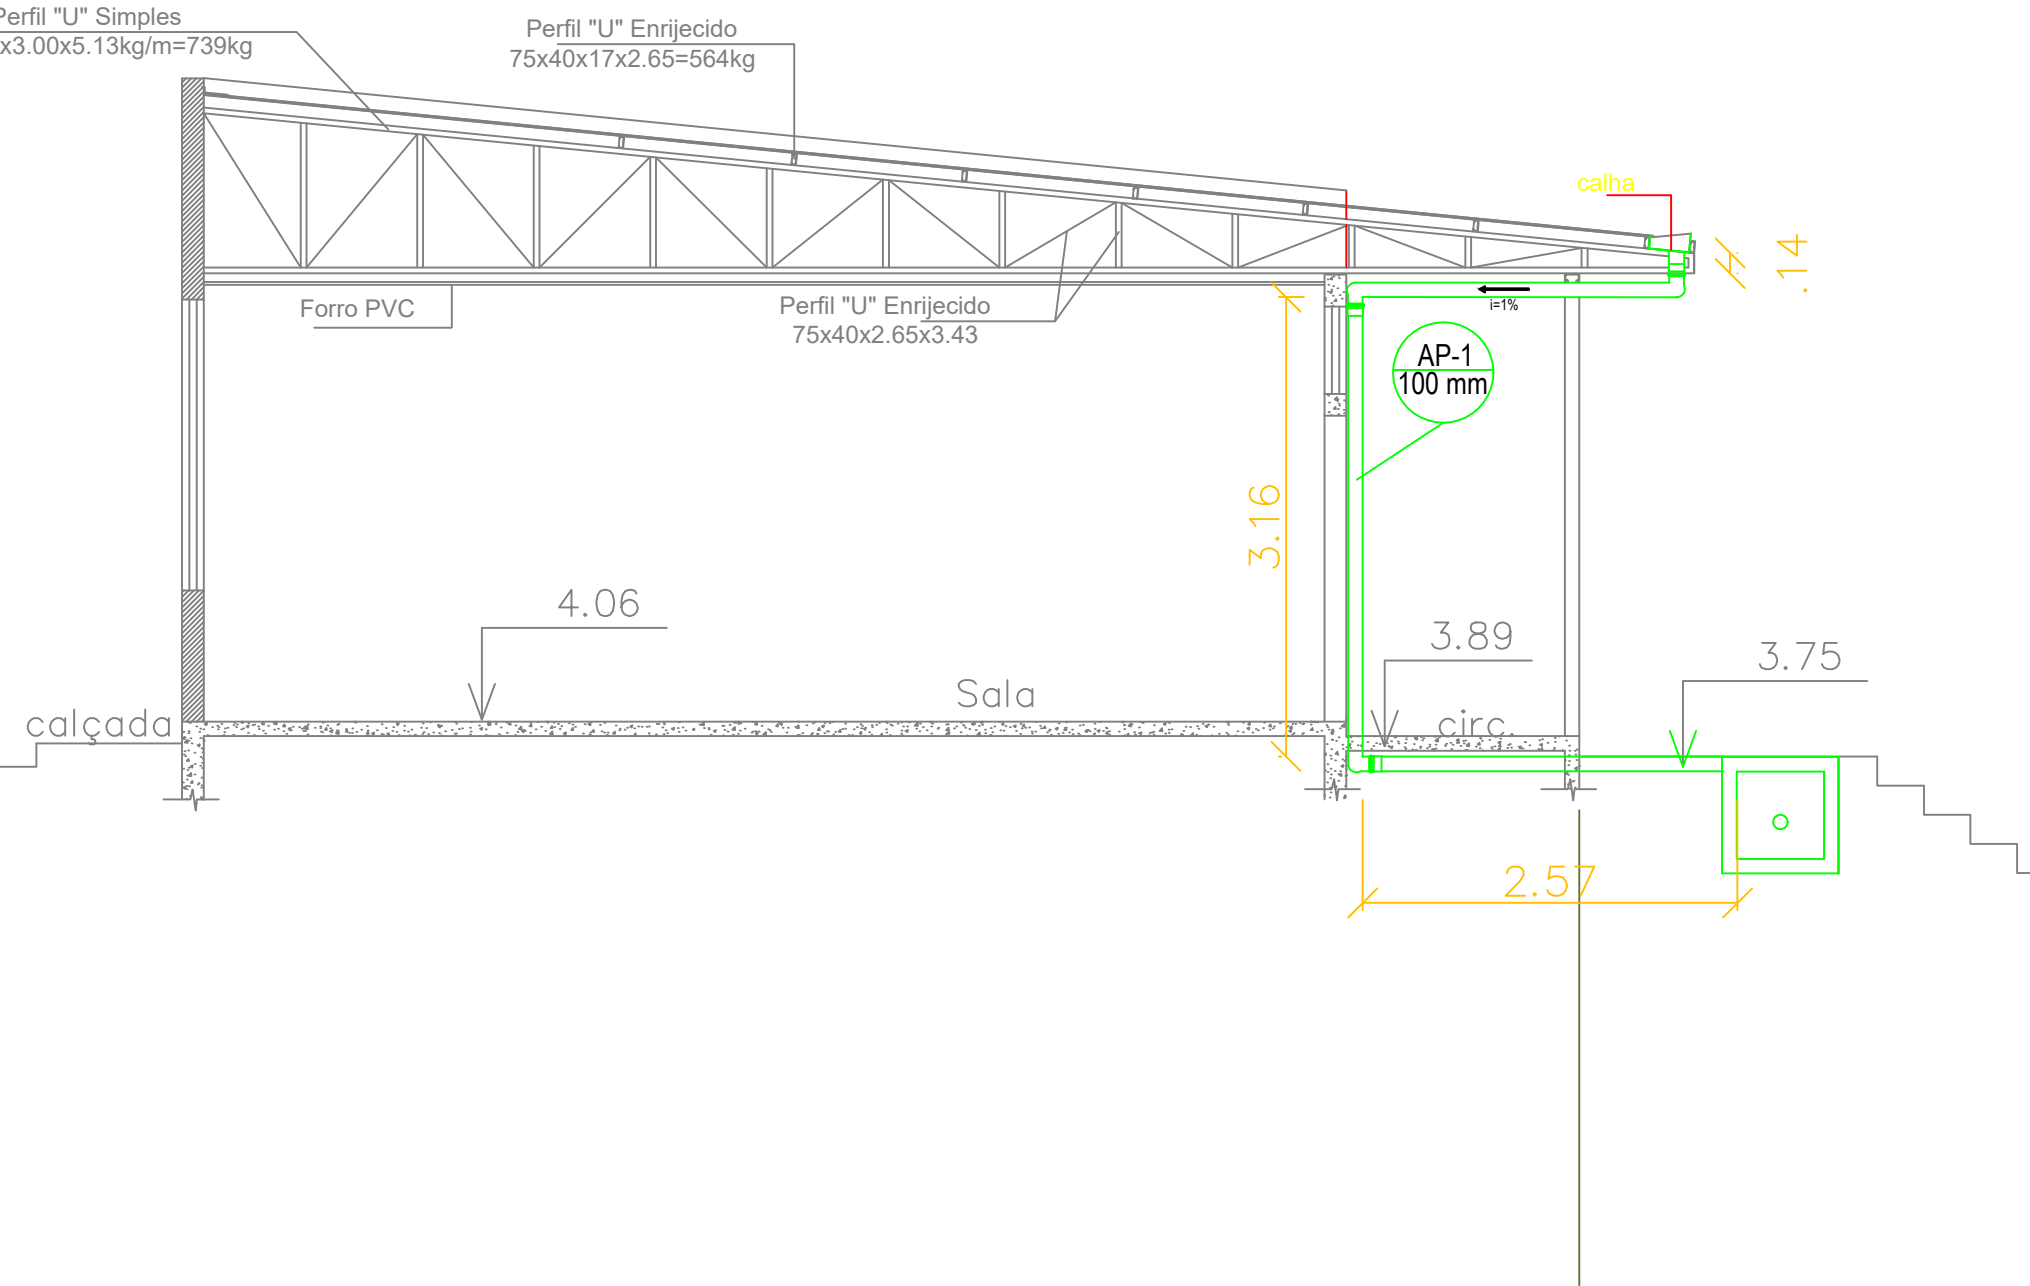 Perfil "U" Simples
x3.00x5.13kg/m=739kg
Perfil "U" Enrijecido
75x40x17x2.65=564kg
calha
.14
Forro PVC
Perfil "U" Enrijecido
75x40x2.65x3.43
i=1%
AP-1
100 mm
3.16
4.06
3.89
3.75
Sala
calçada
circ.
2.57